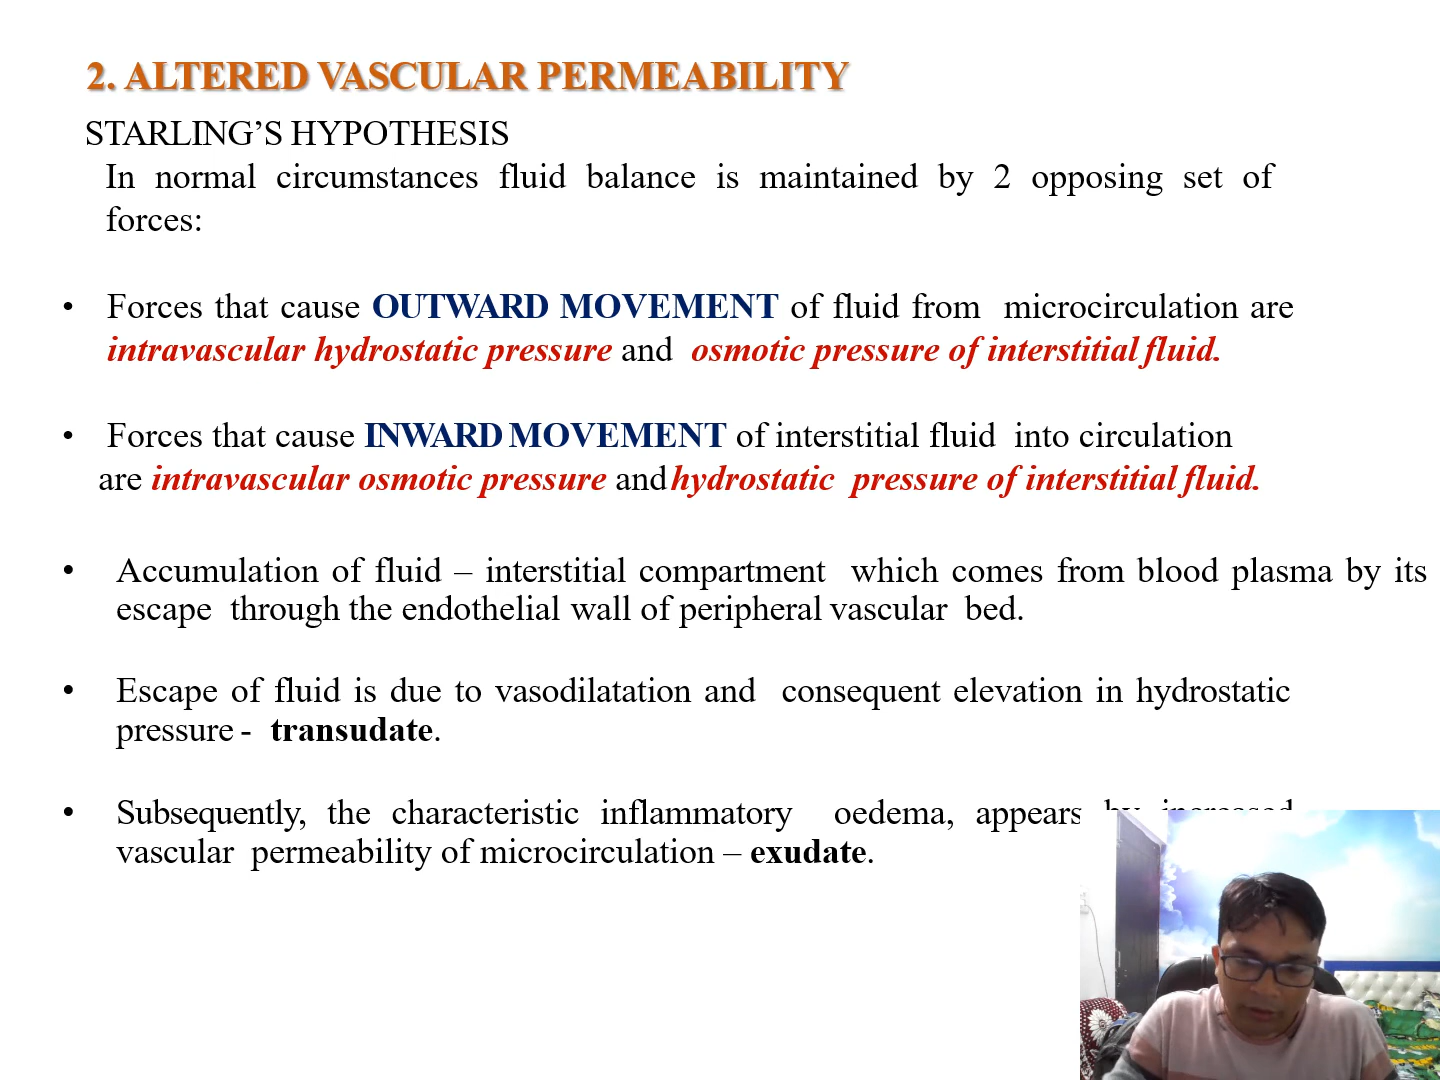 2. ALTERED VASCULAR PERMEABILITY
STARLING’S HYPOTHESIS
In normal circumstances fluid balance is maintained by 2 opposing set of
forces:
• Forces that cause OUTWARD MOVEMENT of fluid from microcirculation are
intravascular hydrostatic pressure and osmotic pressure of interstitial fluid.
• Forces that cause INWARD MOVEMENT of interstitial fluid into circulation
are intravascular osmotic pressure and hydrostatic pressure of interstitial fluid.
• Accumulation of fluid – interstitial compartment which comes from blood plasma by its
escape through the endothelial wall of peripheral vascular bed.
• Escape of fluid is due to vasodilatation and consequent elevation in hydrostatic
pressure - transudate.
• Subsequently, the characteristic inflammatory oedema, appears by increased
vascular permeability of microcirculation – exudate.